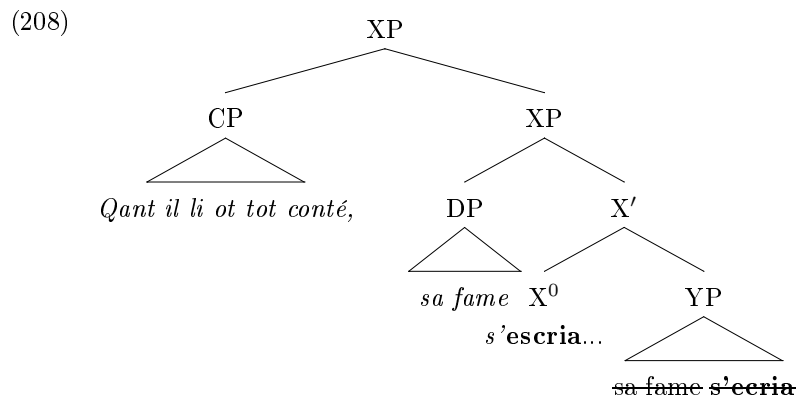 (208)
XP
CP XP
Qant il li ot tot conté, DP X′
sa fame X⁰ YP
s'escria...
sa fame s'ecria